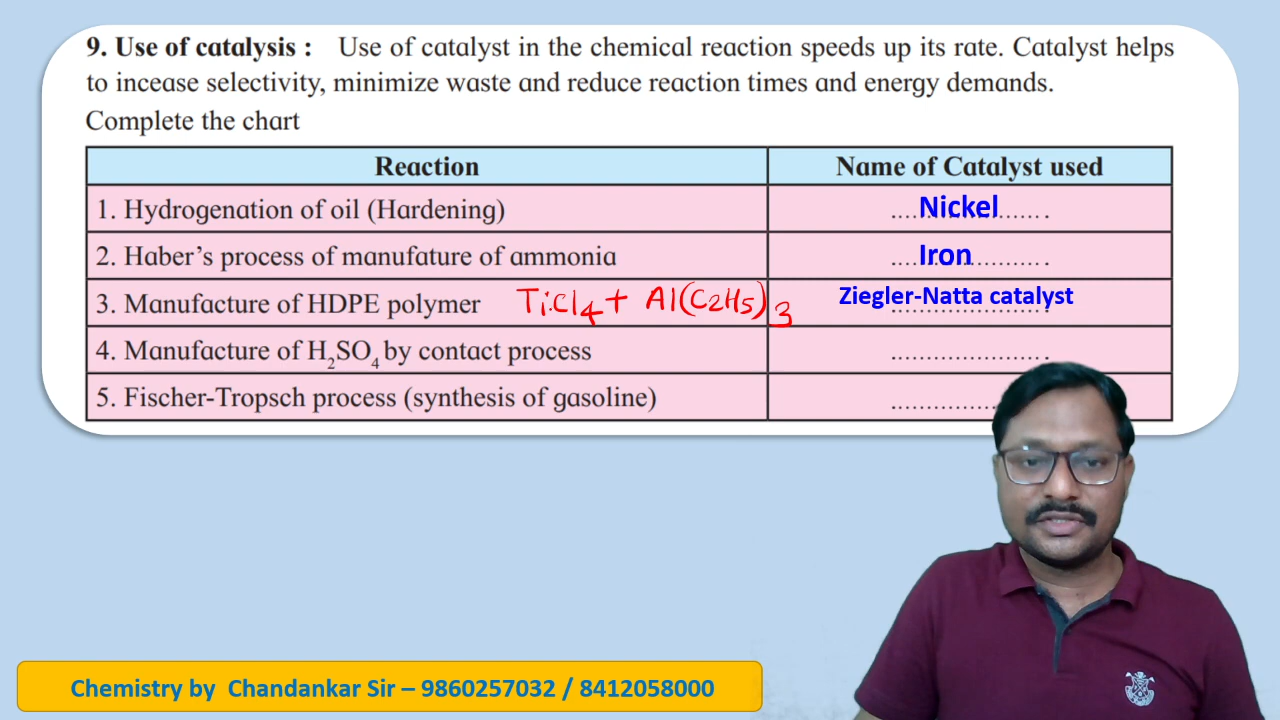 9. Use of catalysis : Use of catalyst in the chemical reaction speeds up its rate. Catalyst helps
to incease selectivity, minimize waste and reduce reaction times and energy demands.
Complete the chart
Reaction Name of Catalyst used
1. Hydrogenation of oil (Hardening) Nickel
2. Haber’s process of manufature of ammonia Iron
3. Manufacture of HDPE polymer TiCl4 + Al(C2H5)3 Ziegler-Natta catalyst
4. Manufacture of H₂SO₄ by contact process ......................
5. Fischer-Tropsch process (synthesis of gasoline) ...............
Chemistry by Chandankar Sir – 9860257032 / 8412058000